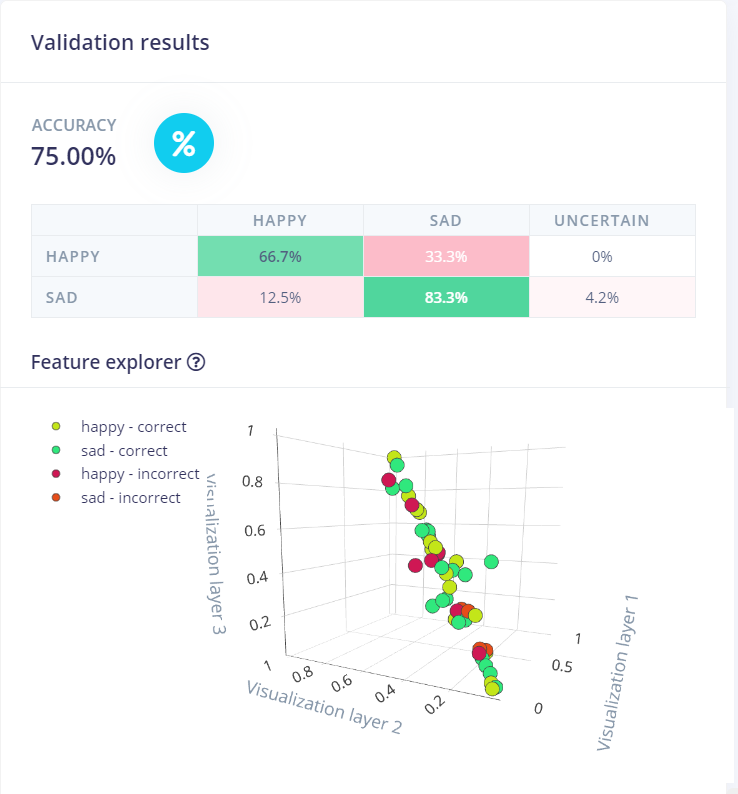 Validation results
ACCURACY
75.00%
%
HAPPY SAD UNCERTAIN
HAPPY 66.7% 33.3% 0%
SAD 12.5% 83.3% 4.2%
Feature explorer ?
happy - correct
sad - correct
happy - incorrect
sad - incorrect
1
0.8
0.6
0.4
0.2
Visualization layer 3
1
0.8
0.6
0.4
0.2
Visualization layer 2
1
0.5
0
Visualization layer 1